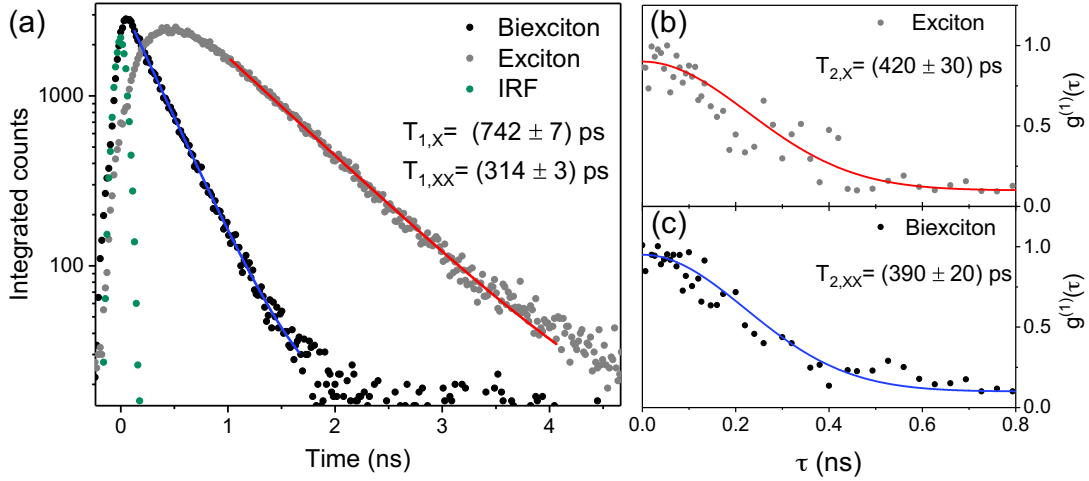 (a)
Biexciton
Exciton
IRF
T1,X= (742 ± 7) ps
T1,XX= (314 ± 3) ps
1000
100
Integrated counts
0 1 2 3 4
Time (ns)
(b)
Exciton
T2,X= (420 ± 30) ps
1.0
0.5
0.0
g(1)(τ)
(c)
Biexciton
T2,XX= (390 ± 20) ps
1.0
0.5
0.0
g(1)(τ)
0.0 0.2 0.4 0.6 0.8
τ (ns)